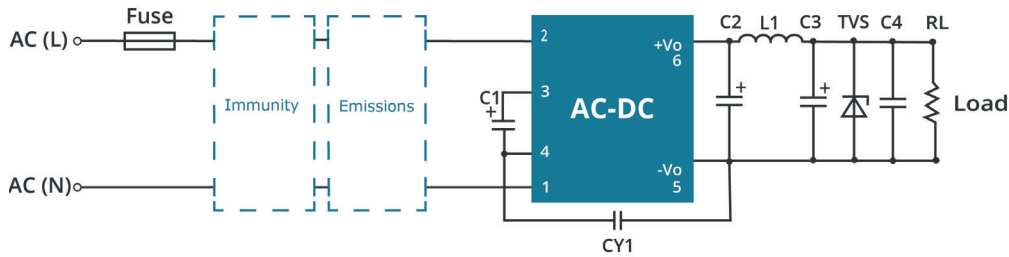 Fuse
C2 L1 C3 TVS C4 RL
AC (L)
2
+Vo
6
Immunity
Emissions
C1
+
3
AC-DC
+
+
Load
4
-Vo
5
AC (N)
1
CY1